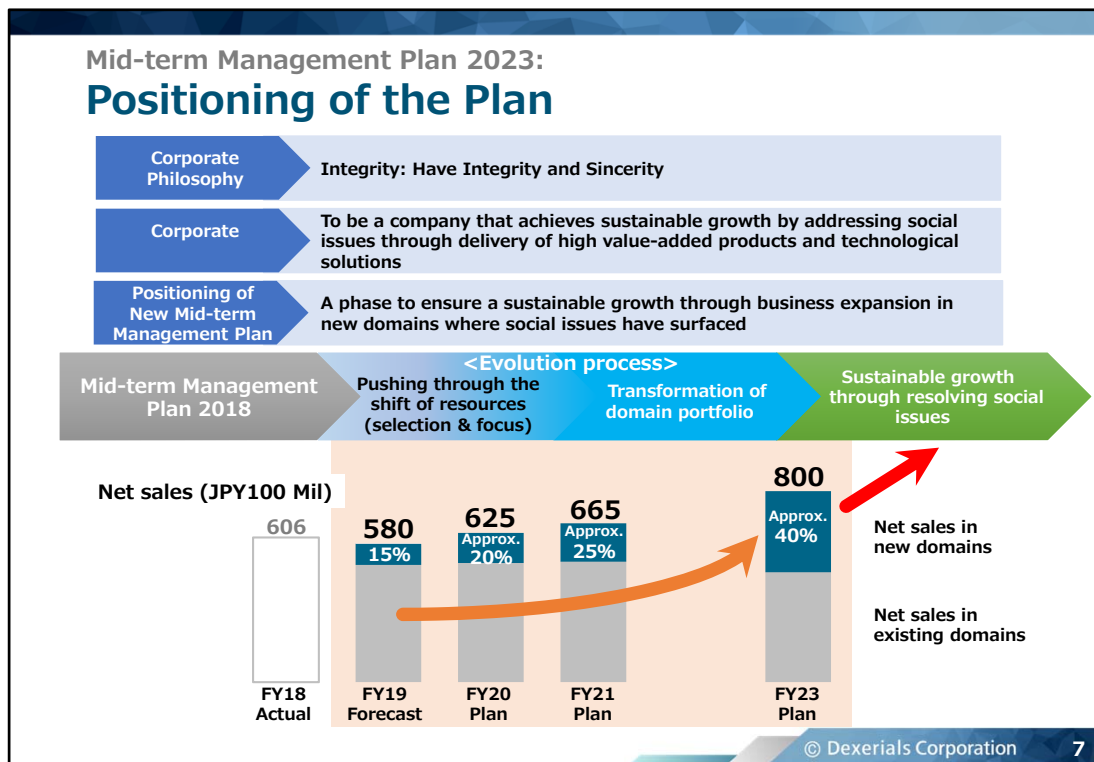 Mid-term Management Plan 2023:
Positioning of the Plan
Corporate
Philosophy
Integrity: Have Integrity and Sincerity
Corporate
To be a company that achieves sustainable growth by addressing social
issues through delivery of high value-added products and technological
solutions
Positioning of
New Mid-term
Management Plan
A phase to ensure a sustainable growth through business expansion in
new domains where social issues have surfaced
<Evolution process>
Mid-term Management
Plan 2018
Pushing through the
shift of resources
(selection & focus)
Transformation of
domain portfolio
Sustainable growth
through resolving social
issues
Net sales (JPY100 Mil)
606
580
15%
625
Approx.
20%
665
Approx.
25%
800
Approx.
40%
Net sales in
new domains
Net sales in
existing domains
FY18
Actual
FY19
Forecast
FY20
Plan
FY21
Plan
FY23
Plan
© Dexerials Corporation
7